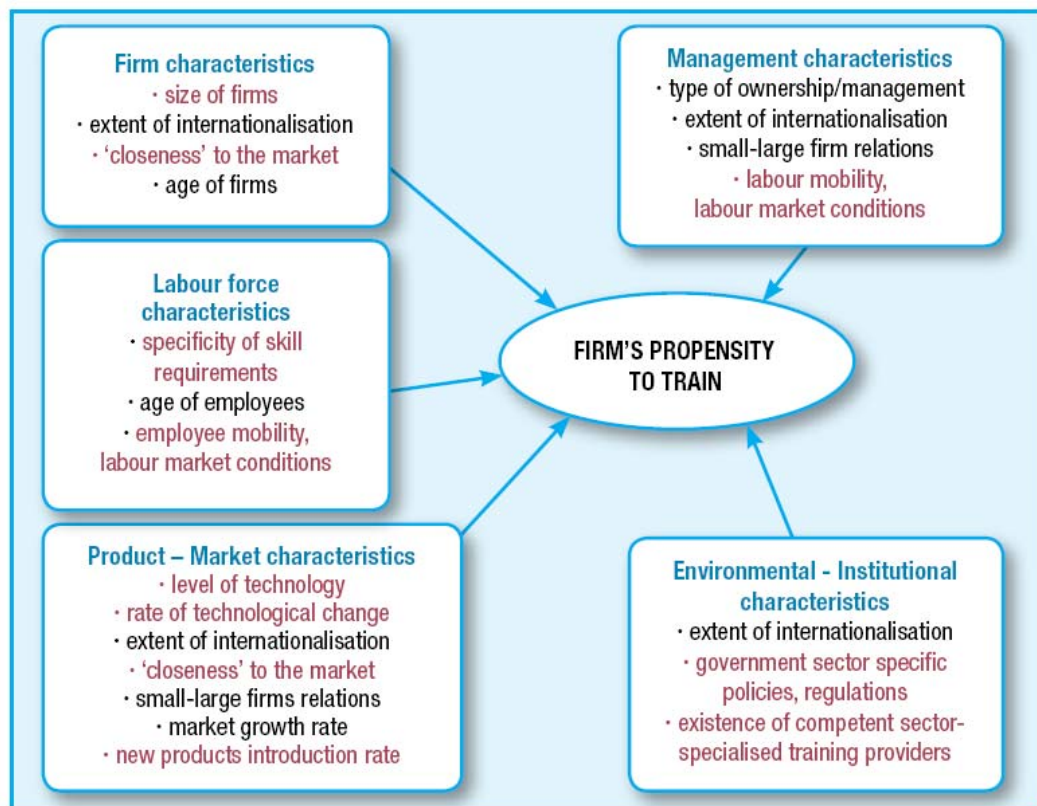 Firm characteristics
· size of firms
· extent of internationalisation
· ‘closeness’ to the market
· age of firms
Management characteristics
· type of ownership/management
· extent of internationalisation
· small-large firm relations
· labour mobility,
labour market conditions
Labour force
characteristics
· specificity of skill
requirements
· age of employees
· employee mobility,
labour market conditions
FIRM’S PROPENSITY
TO TRAIN
Product – Market characteristics
· level of technology
· rate of technological change
· extent of internationalisation
· ‘closeness’ to the market
· small-large firms relations
· market growth rate
· new products introduction rate
Environmental - Institutional
characteristics
· extent of internationalisation
· government sector specific
policies, regulations
· existence of competent sector-
specialised training providers